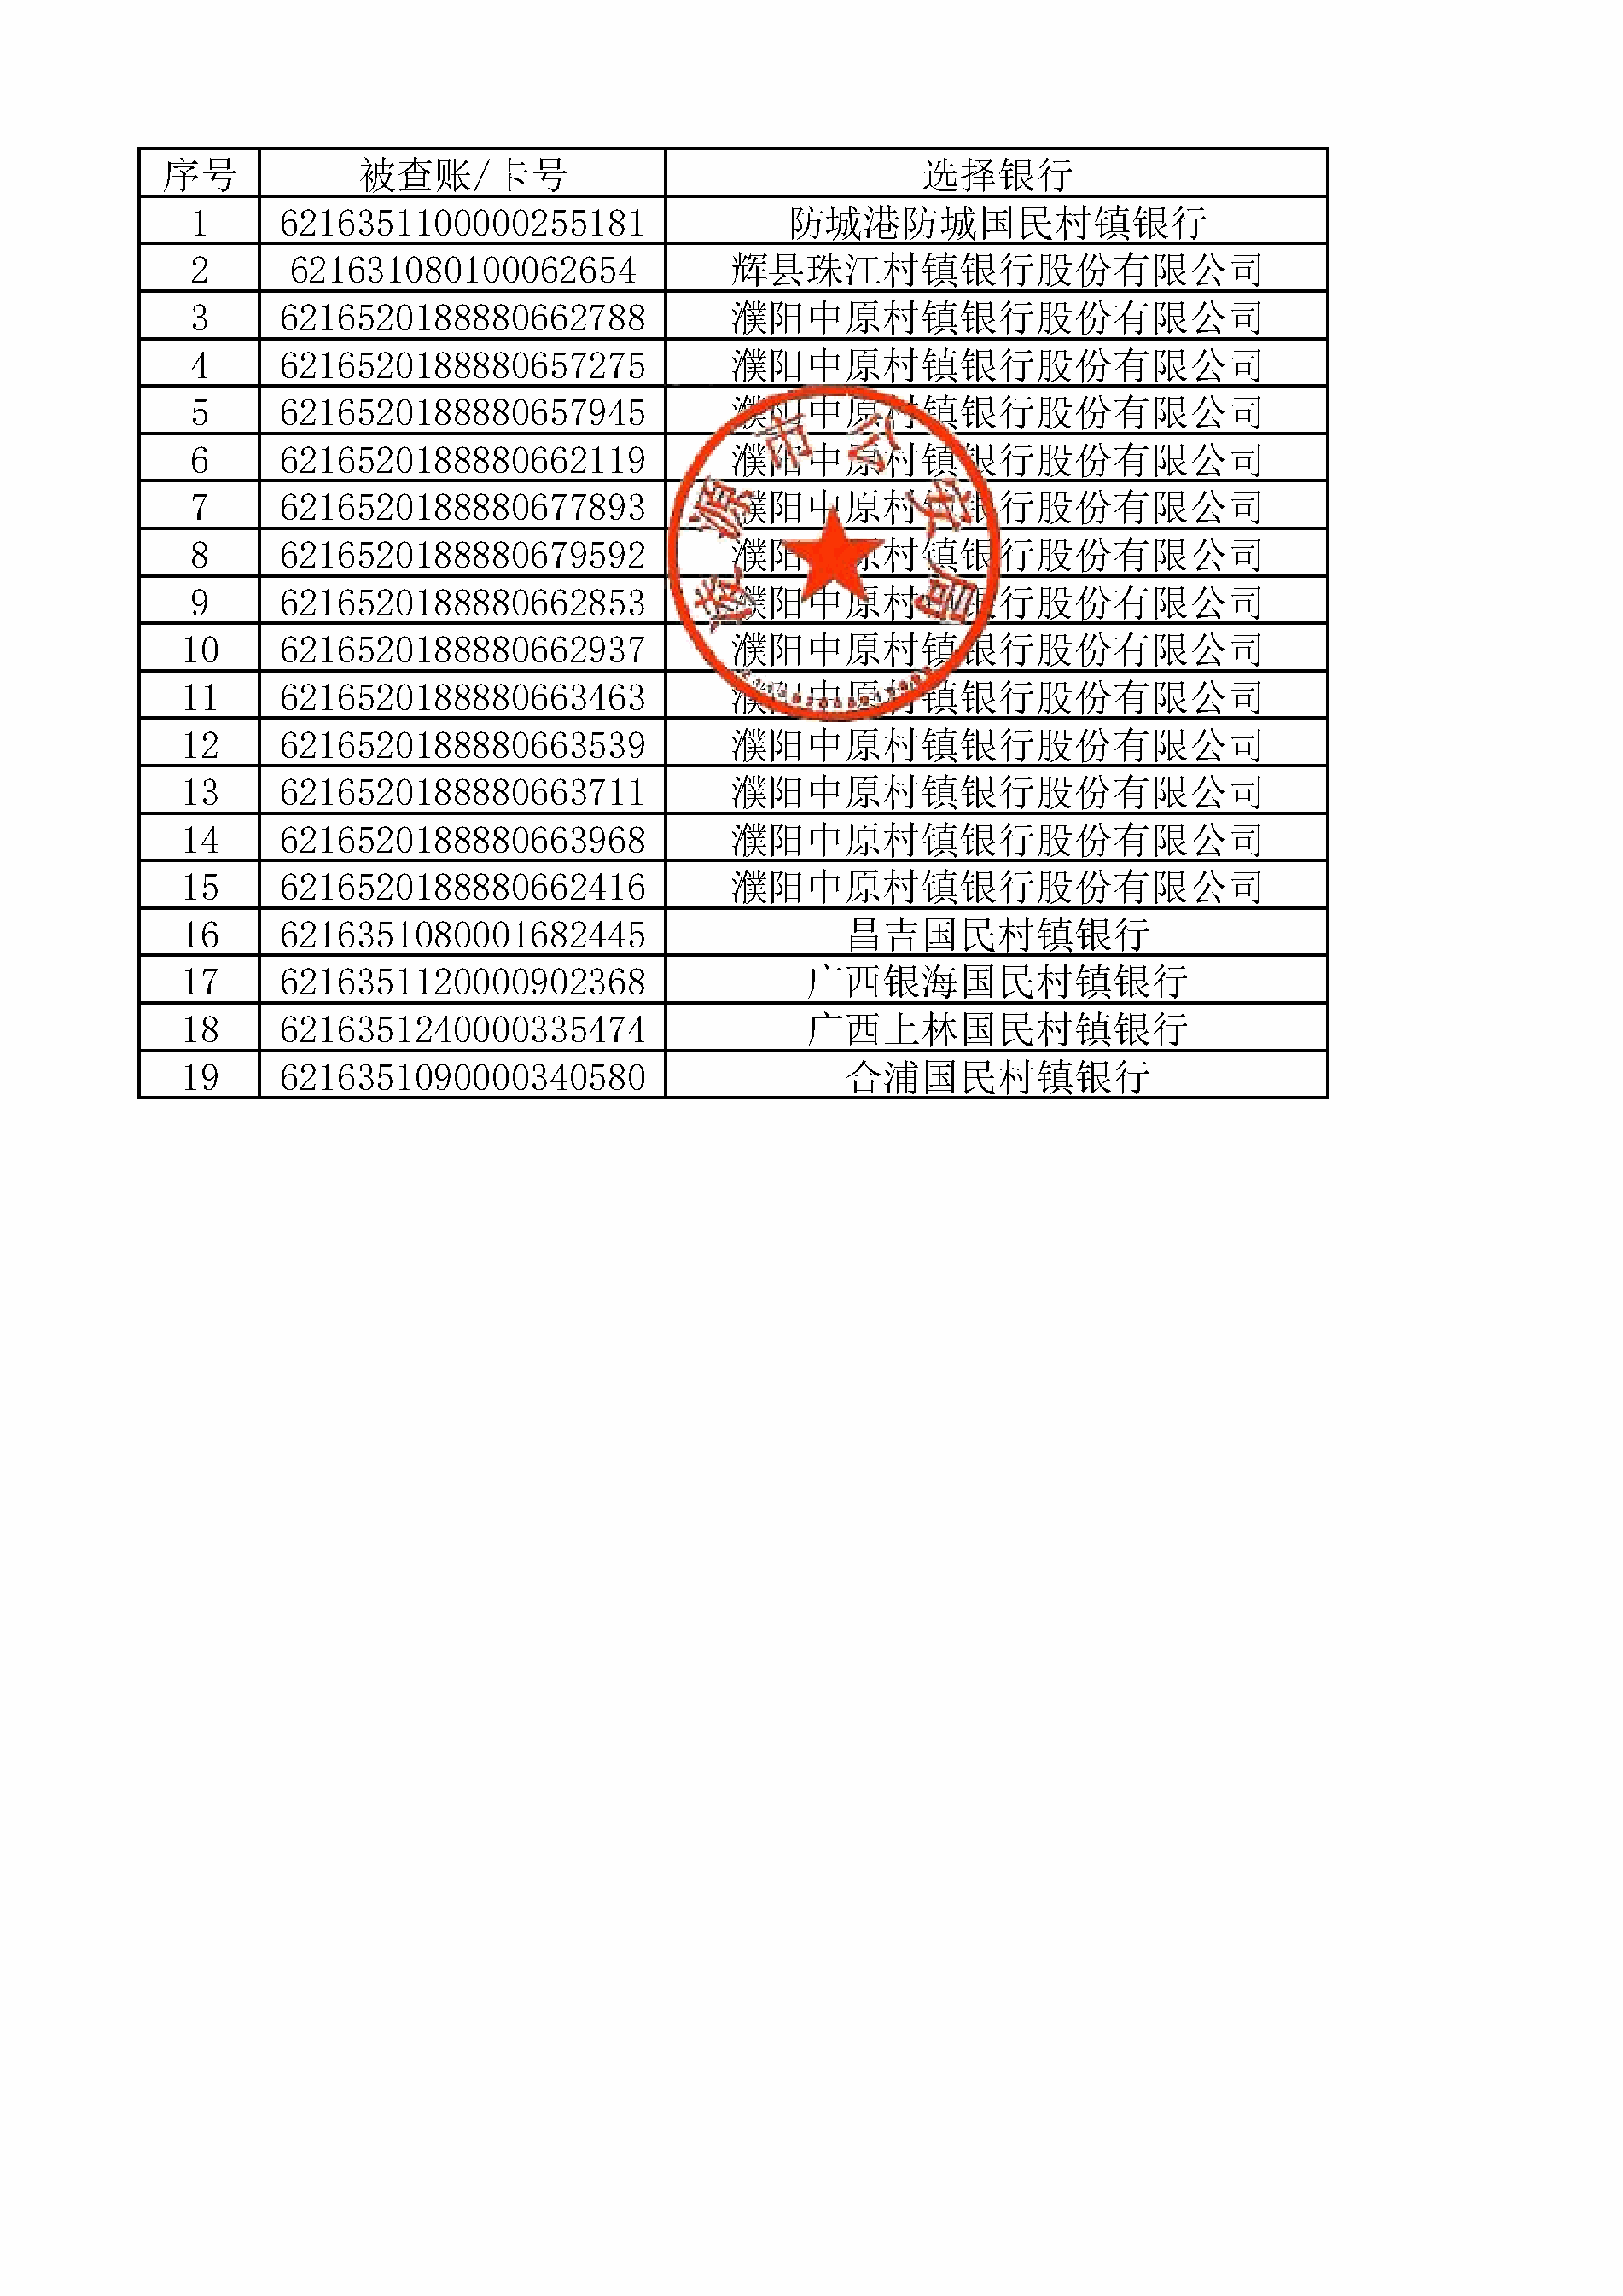 序号 被查账/卡号 选择银行
1 6216351100000255181 防城港防城国民村镇银行
2 621631080100062654 辉县珠江村镇银行股份有限公司
3 6216520188880662788 濮阳中原村镇银行股份有限公司
4 6216520188880657275 濮阳中原村镇银行股份有限公司
5 6216520188880657945 濮阳中原村镇银行股份有限公司
6 6216520188880662119 濮阳中原村镇银行股份有限公司
7 6216520188880677893 濮阳中原村镇银行股份有限公司
8 6216520188880679592 濮阳中原村镇银行股份有限公司
9 6216520188880662853 濮阳中原村镇银行股份有限公司
10 6216520188880662937 濮阳中原村镇银行股份有限公司
11 6216520188880663463 濮阳中原村镇银行股份有限公司
12 6216520188880663539 濮阳中原村镇银行股份有限公司
13 6216520188880663711 濮阳中原村镇银行股份有限公司
14 6216520188880663968 濮阳中原村镇银行股份有限公司
15 6216520188880662416 濮阳中原村镇银行股份有限公司
16 6216351080001682445 昌吉国民村镇银行
17 6216351120000902368 广西银海国民村镇银行
18 6216351240000335474 广西上林国民村镇银行
19 6216351090000340580 合浦国民村镇银行
凌源市公安局